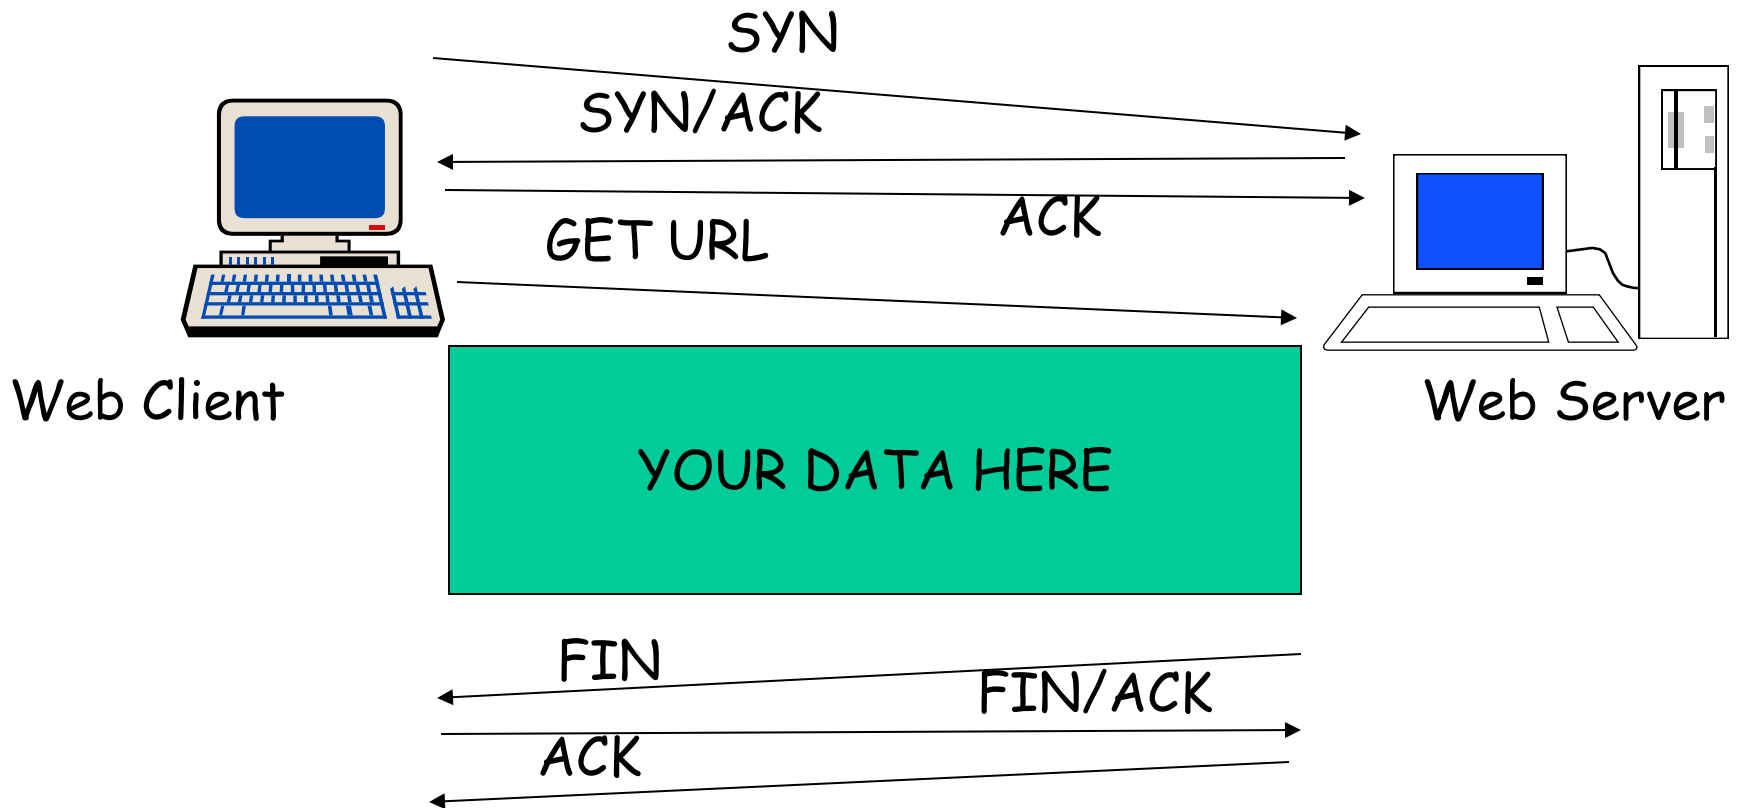 SYN
SYN/ACK
ACK
GET URL
Web Client
Web Server
YOUR DATA HERE
FIN
FIN/ACK
ACK